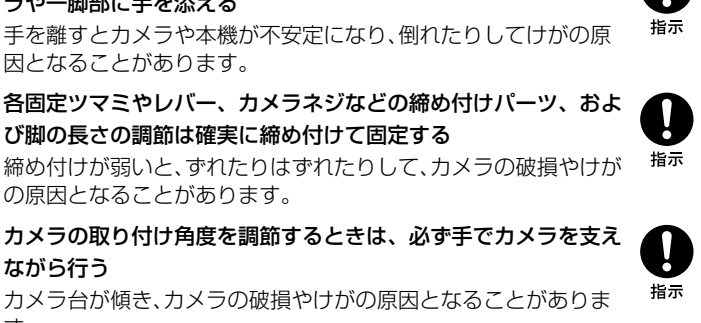 ラや一脚部に手を添える
手を離すとカメラや本機が不安定になり、倒れたりしてけがの原
因となることがあります。
指示
各固定ツマミやレバー、カメラネジなどの締め付けパーツ、およ
び脚の長さの調節は確実に締め付けて固定する
締め付けが弱いと、ずれたりはずれたりして、カメラの破損やけが
の原因となることがあります。
指示
カメラの取り付け角度を調節するときは、必ず手でカメラを支え
ながら行う
カメラ台が傾き、カメラの破損やけがの原因となることがありま
す
指示